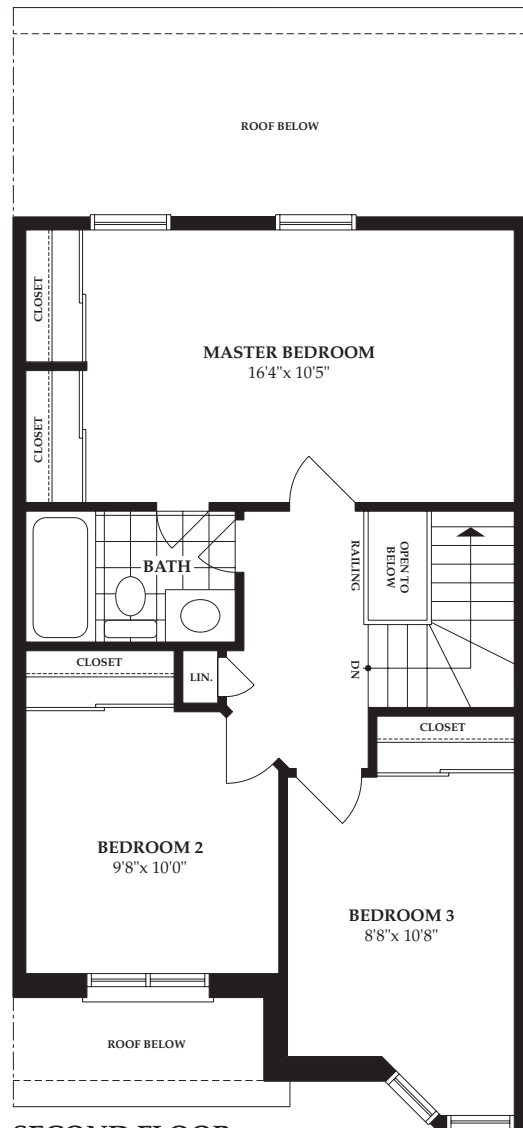 ROOF BELOW
CLOSET
MASTER BEDROOM
16'4"x 10'5"
CLOSET
BATH
RAILING
OPEN TO
BELOW
CLOSET
LIN.
DN
CLOSET
BEDROOM 2
9'8"x 10'0"
BEDROOM 3
8'8"x 10'8"
ROOF BELOW
SECOND FLOOR